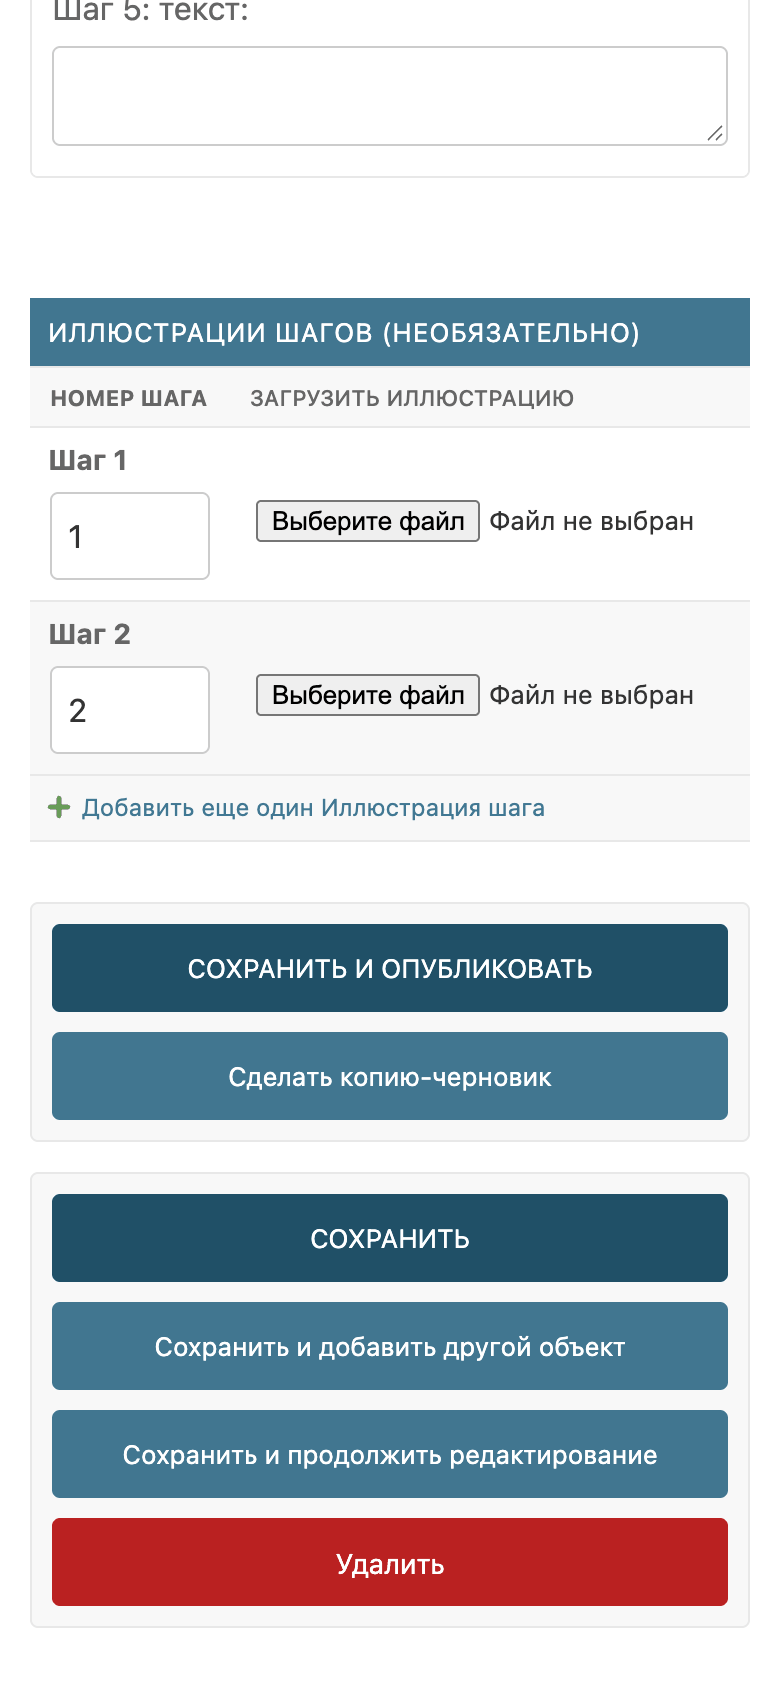 Шаг 5: текст:
ИЛЛЮСТРАЦИИ ШАГОВ (НЕОБЯЗАТЕЛЬНО)
НОМЕР ШАГА ЗАГРУЗИТЬ ИЛЛЮСТРАЦИЮ
Шаг 1
1 Выберите файл Файл не выбран
Шаг 2
2 Выберите файл Файл не выбран
Добавить еще один Иллюстрация шага
СОХРАНИТЬ И ОПУБЛИКОВАТЬ
Сделать копию-черновик
СОХРАНИТЬ
Сохранить и добавить другой объект
Сохранить и продолжить редактирование
Удалить